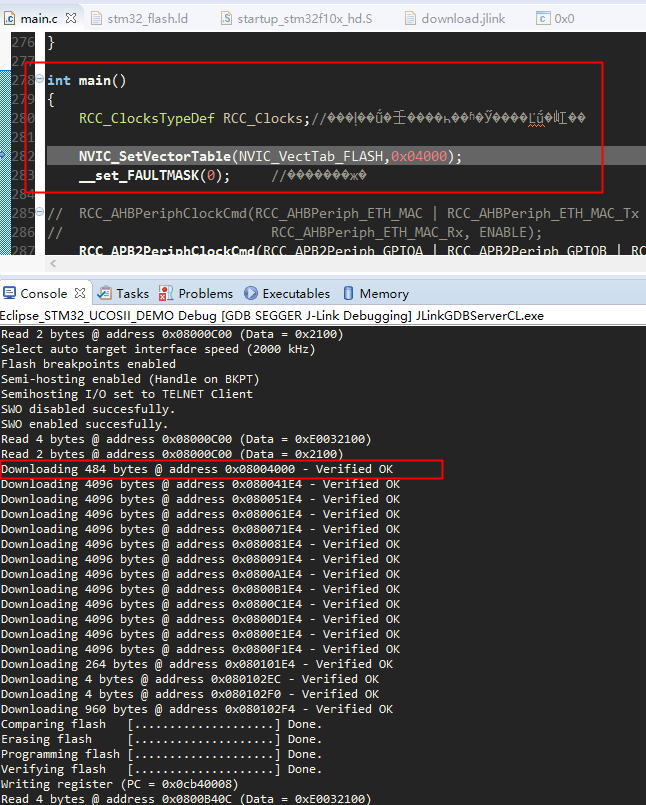 main.c stm32_flash.ld startup_stm32f10x_hd.S download.jlink 0x0
276 }
277
278 int main()
279 {
280 RCC_ClocksTypeDef RCC_Clocks;//
281
282 NVIC_SetVectorTable(NVIC_VectTab_FLASH,0x04000);
283 __set_FAULTMASK(0); //
284
285 // RCC_AHBPeriphClockCmd(RCC_AHBPeriph_ETH_MAC | RCC_AHBPeriph_ETH_MAC_Tx
286 // RCC_AHBPeriph_ETH_MAC_Rx, ENABLE);
287 RCC_APB2PeriphClockCmd(RCC_APB2Periph_GPIOA | RCC_APB2Periph_GPIOB | RC
Console Tasks Problems Executables Memory
Eclipse_STM32_UCOSII_DEMO Debug [GDB SEGGER J-Link Debugging] JLinkGDBServerCL.exe
Read 2 bytes @ address 0x08000C00 (Data = 0x2100)
Select auto target interface speed (2000 kHz)
Flash breakpoints enabled
Semi-hosting enabled (Handle on BKPT)
Semihosting I/O set to TELNET Client
SWO disabled succesfully.
SWO enabled succesfully.
Read 4 bytes @ address 0x08000C00 (Data = 0xE0032100)
Read 2 bytes @ address 0x08000C00 (Data = 0x2100)
Downloading 484 bytes @ address 0x08004000 - Verified OK
Downloading 4096 bytes @ address 0x080041E4 - Verified OK
Downloading 4096 bytes @ address 0x080051E4 - Verified OK
Downloading 4096 bytes @ address 0x080061E4 - Verified OK
Downloading 4096 bytes @ address 0x080071E4 - Verified OK
Downloading 4096 bytes @ address 0x080081E4 - Verified OK
Downloading 4096 bytes @ address 0x080091E4 - Verified OK
Downloading 4096 bytes @ address 0x0800A1E4 - Verified OK
Downloading 4096 bytes @ address 0x0800B1E4 - Verified OK
Downloading 4096 bytes @ address 0x0800C1E4 - Verified OK
Downloading 4096 bytes @ address 0x0800D1E4 - Verified OK
Downloading 4096 bytes @ address 0x0800E1E4 - Verified OK
Downloading 4096 bytes @ address 0x0800F1E4 - Verified OK
Downloading 264 bytes @ address 0x080101E4 - Verified OK
Downloading 4 bytes @ address 0x080102EC - Verified OK
Downloading 4 bytes @ address 0x080102F0 - Verified OK
Downloading 960 bytes @ address 0x080102F4 - Verified OK
Comparing flash [....................] Done.
Erasing flash [....................] Done.
Programming flash [....................] Done.
Verifying flash [....................] Done.
Writing register (PC = 0x0cb40008)
Read 4 bytes @ address 0x0800B40C (Data = 0xE0032100)